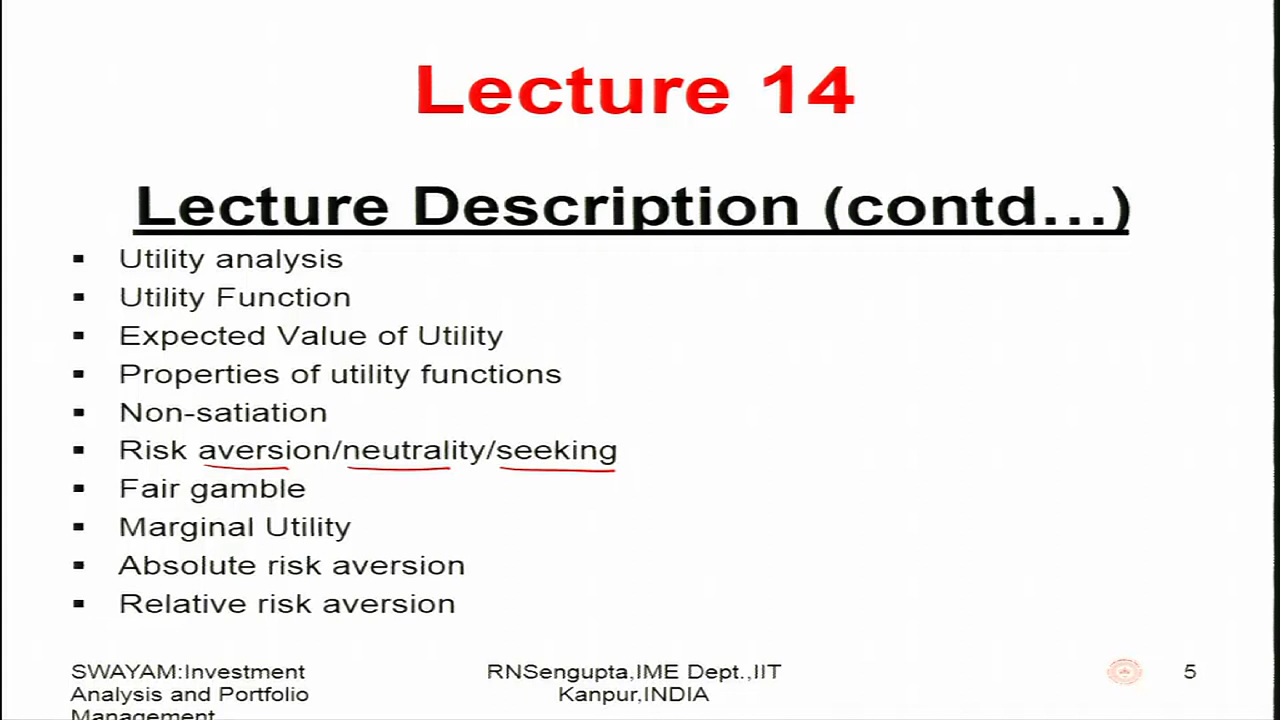 Lecture 14
Lecture Description (contd...)
▪ Utility analysis
▪ Utility Function
▪ Expected Value of Utility
▪ Properties of utility functions
▪ Non-satiation
▪ Risk aversion/neutrality/seeking
▪ Fair gamble
▪ Marginal Utility
▪ Absolute risk aversion
▪ Relative risk aversion
SWAYAM:Investment
Analysis and Portfolio
Management
RNSengupta,IME Dept.,IIT
Kanpur,INDIA
5